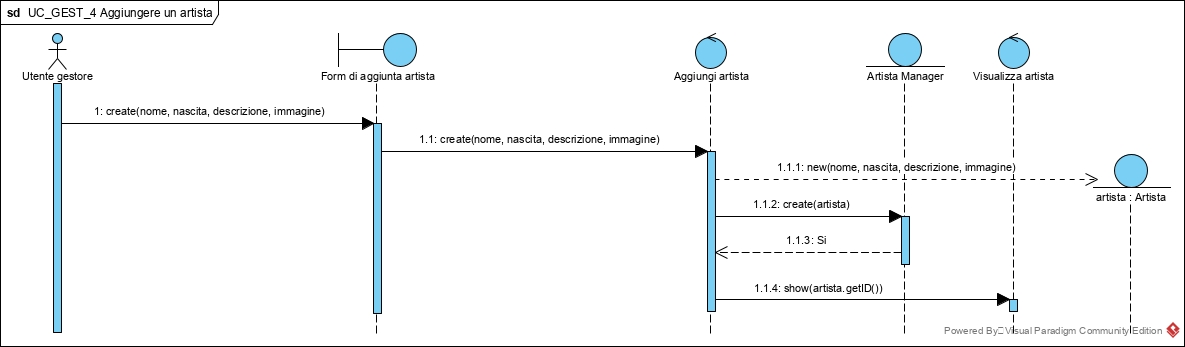 sd UC_GEST_4 Aggiungere un artista
Utente gestore
Form di aggiunta artista
Aggiungi artista
Artista Manager
Visualizza artista
1: create(nome, nascita, descrizione, immagine)
1.1: create(nome, nascita, descrizione, immagine)
1.1.1: new(nome, nascita, descrizione, immagine)
artista : Artista
1.1.2: create(artista)
1.1.3: Si
1.1.4: show(artista.getID())
Powered By Visual Paradigm Community Edition